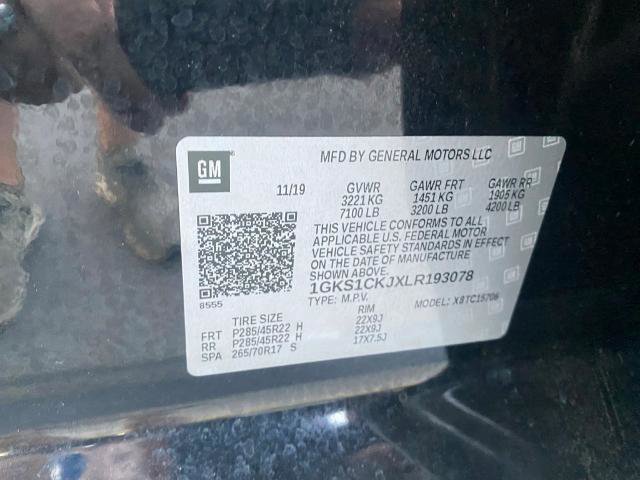 GM
MFD BY GENERAL MOTORS LLC
11/19 GVWR GAWR FRT GAWR RR
3221 KG 1451 KG 1905 KG
7100 LB 3200 LB 4200 LB
THIS VEHICLE CONFORMS TO ALL
APPLICABLE U.S. FEDERAL MOTOR
VEHICLE SAFETY STANDARDS IN EFFECT
ON THE DATE OF MANUFACTURE
SHOWN ABOVE.
1GKS1CKJXLR193078
8555
TYPE: M.P.V. MODEL: X8TC15706
TIRE SIZE RIM
FRT P285/45R22 H 22X9J
RR P285/45R22 H 22X9J
SPA 265/70R17 S 17X7.5J